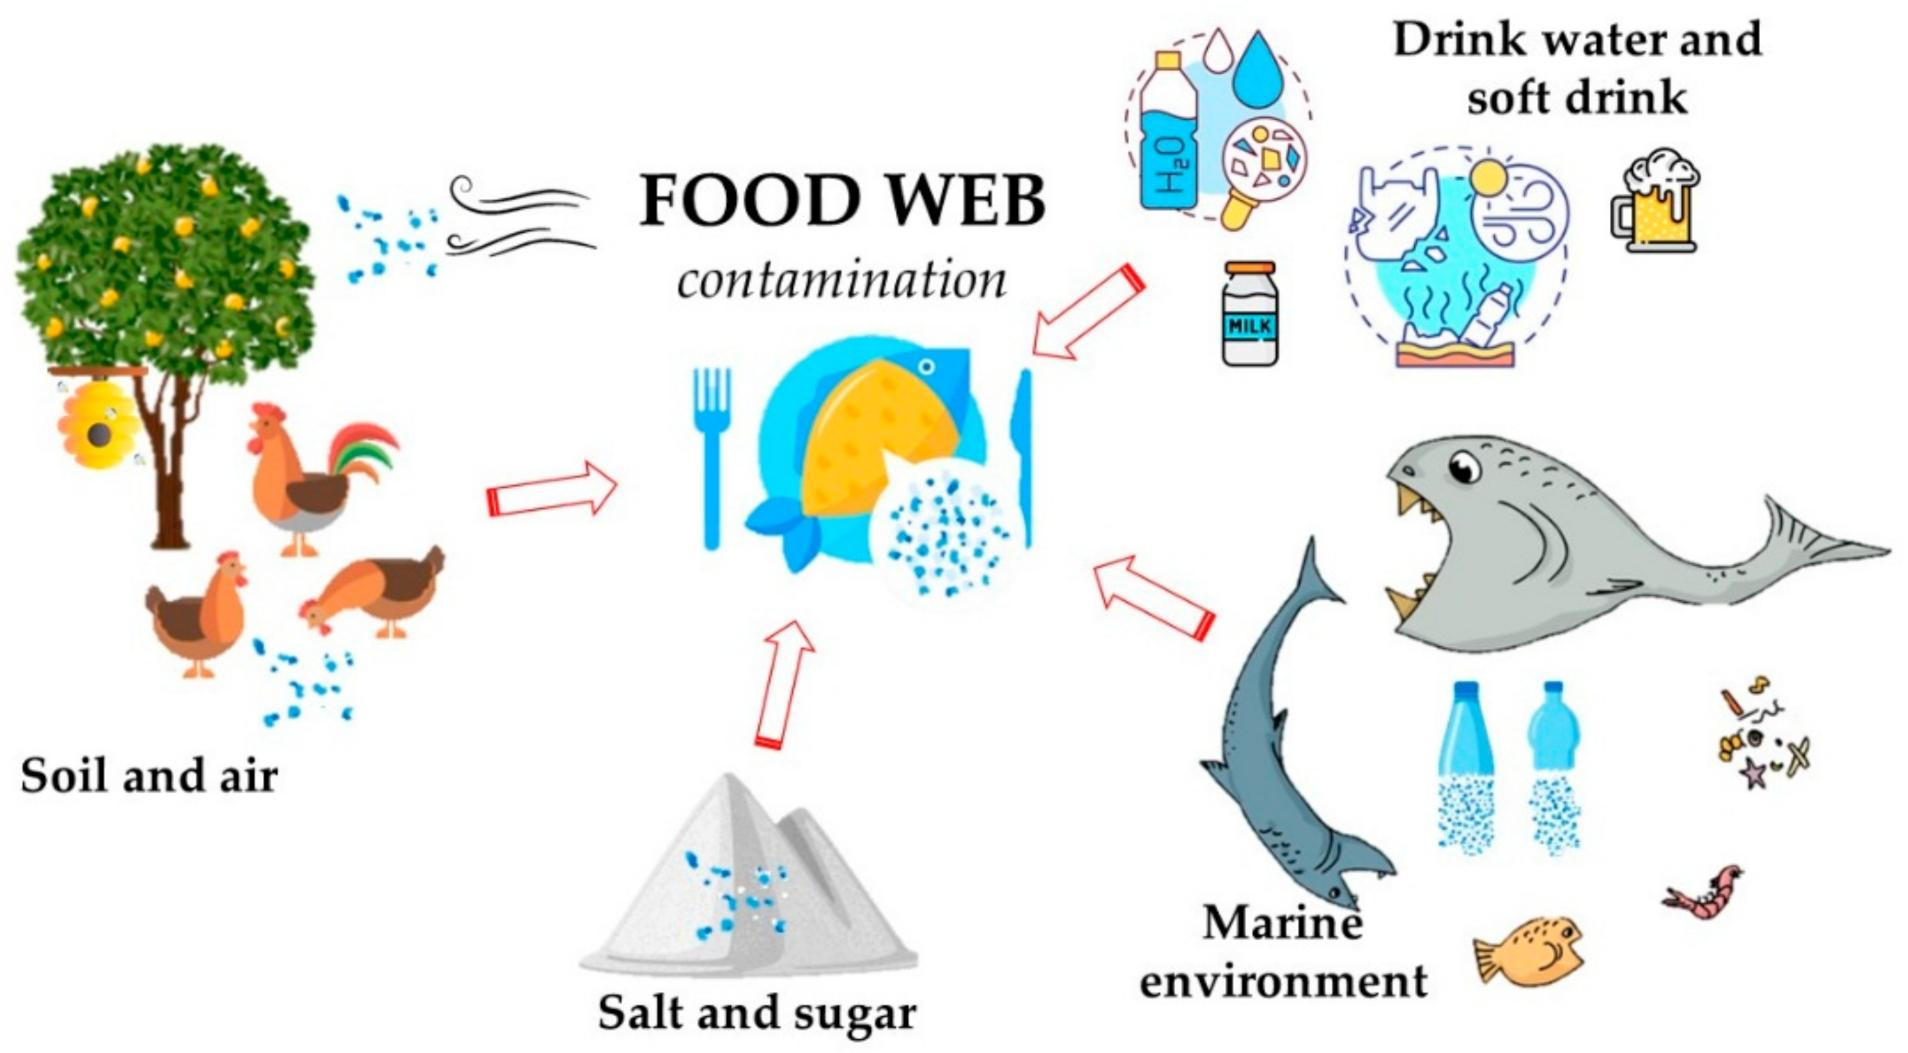 Drink water and
soft drink
H₂O
FOOD WEB
contamination
MILK
Soil and air
Marine
environment
Salt and sugar